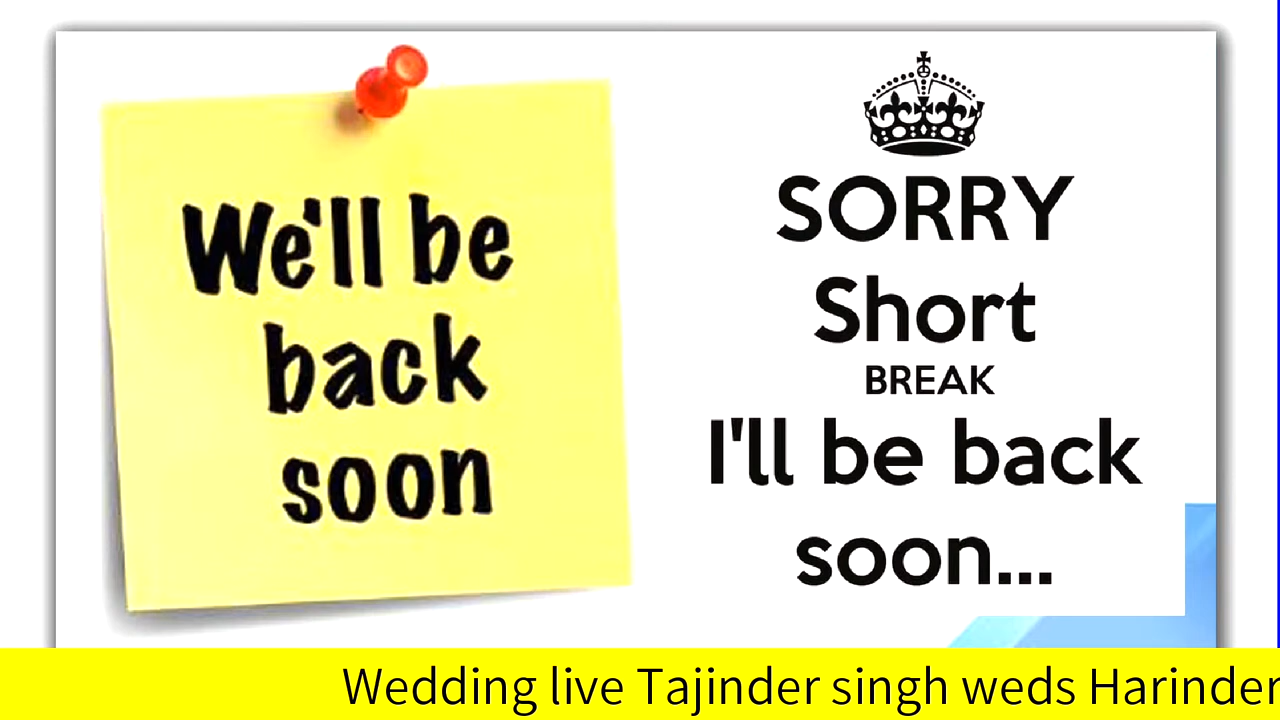 We'll be
back
soon
SORRY
Short
BREAK
I'll be back
soon...
Wedding live Tajinder singh weds Harinder